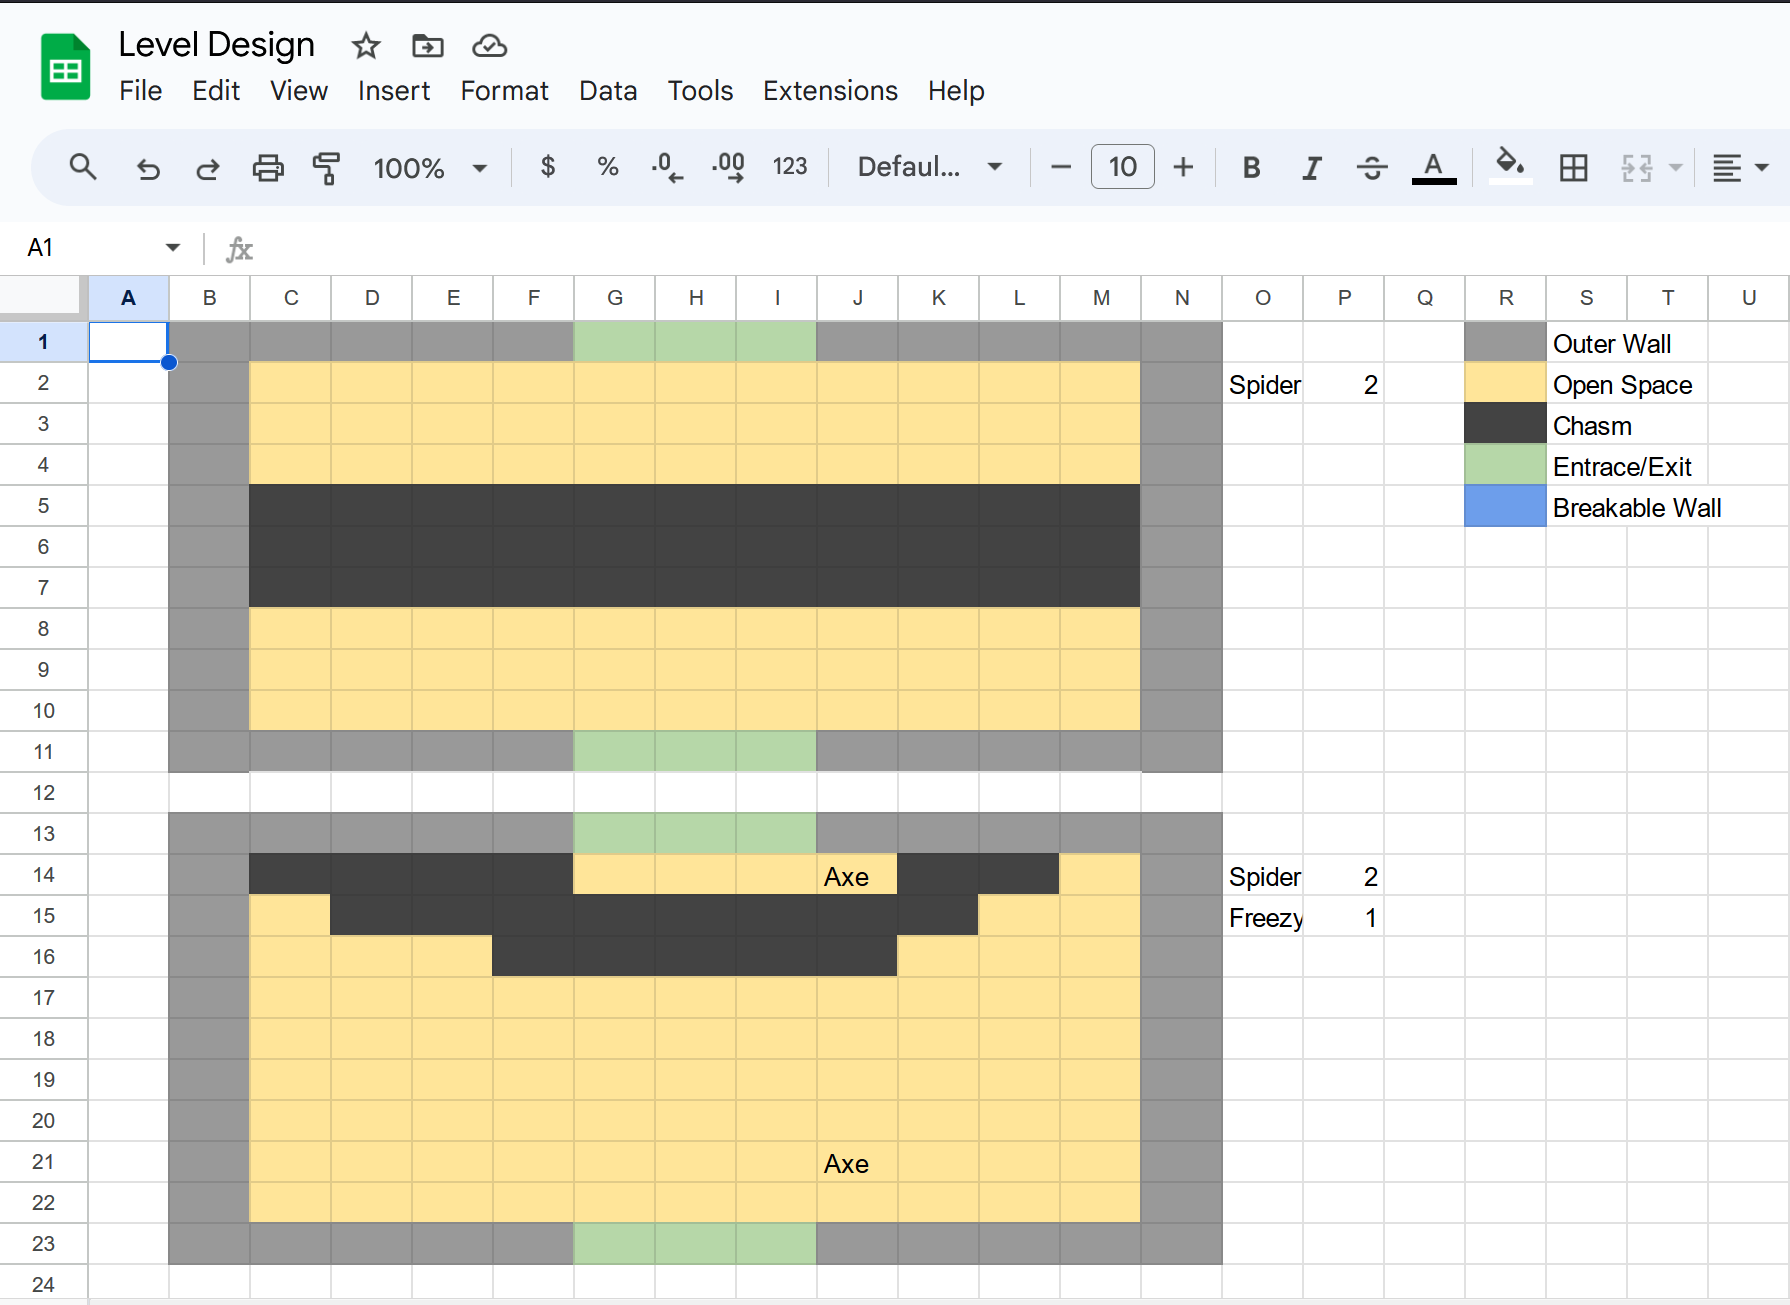 Level Design
File Edit View Insert Format Data Tools Extensions Help
100% $ % .0 .00 123 Defaul... 10 B I S A
A1 fx
A B C D E F G H I J K L M N O P Q R S T U
1 Outer Wall
2 Spider 2 Open Space
3 Chasm
4 Entrace/Exit
5 Breakable Wall
6
7
8
9
10
11
12
13
14 Axe Spider 2
15 Freezy 1
16
17
18
19
20
21 Axe
22
23
24